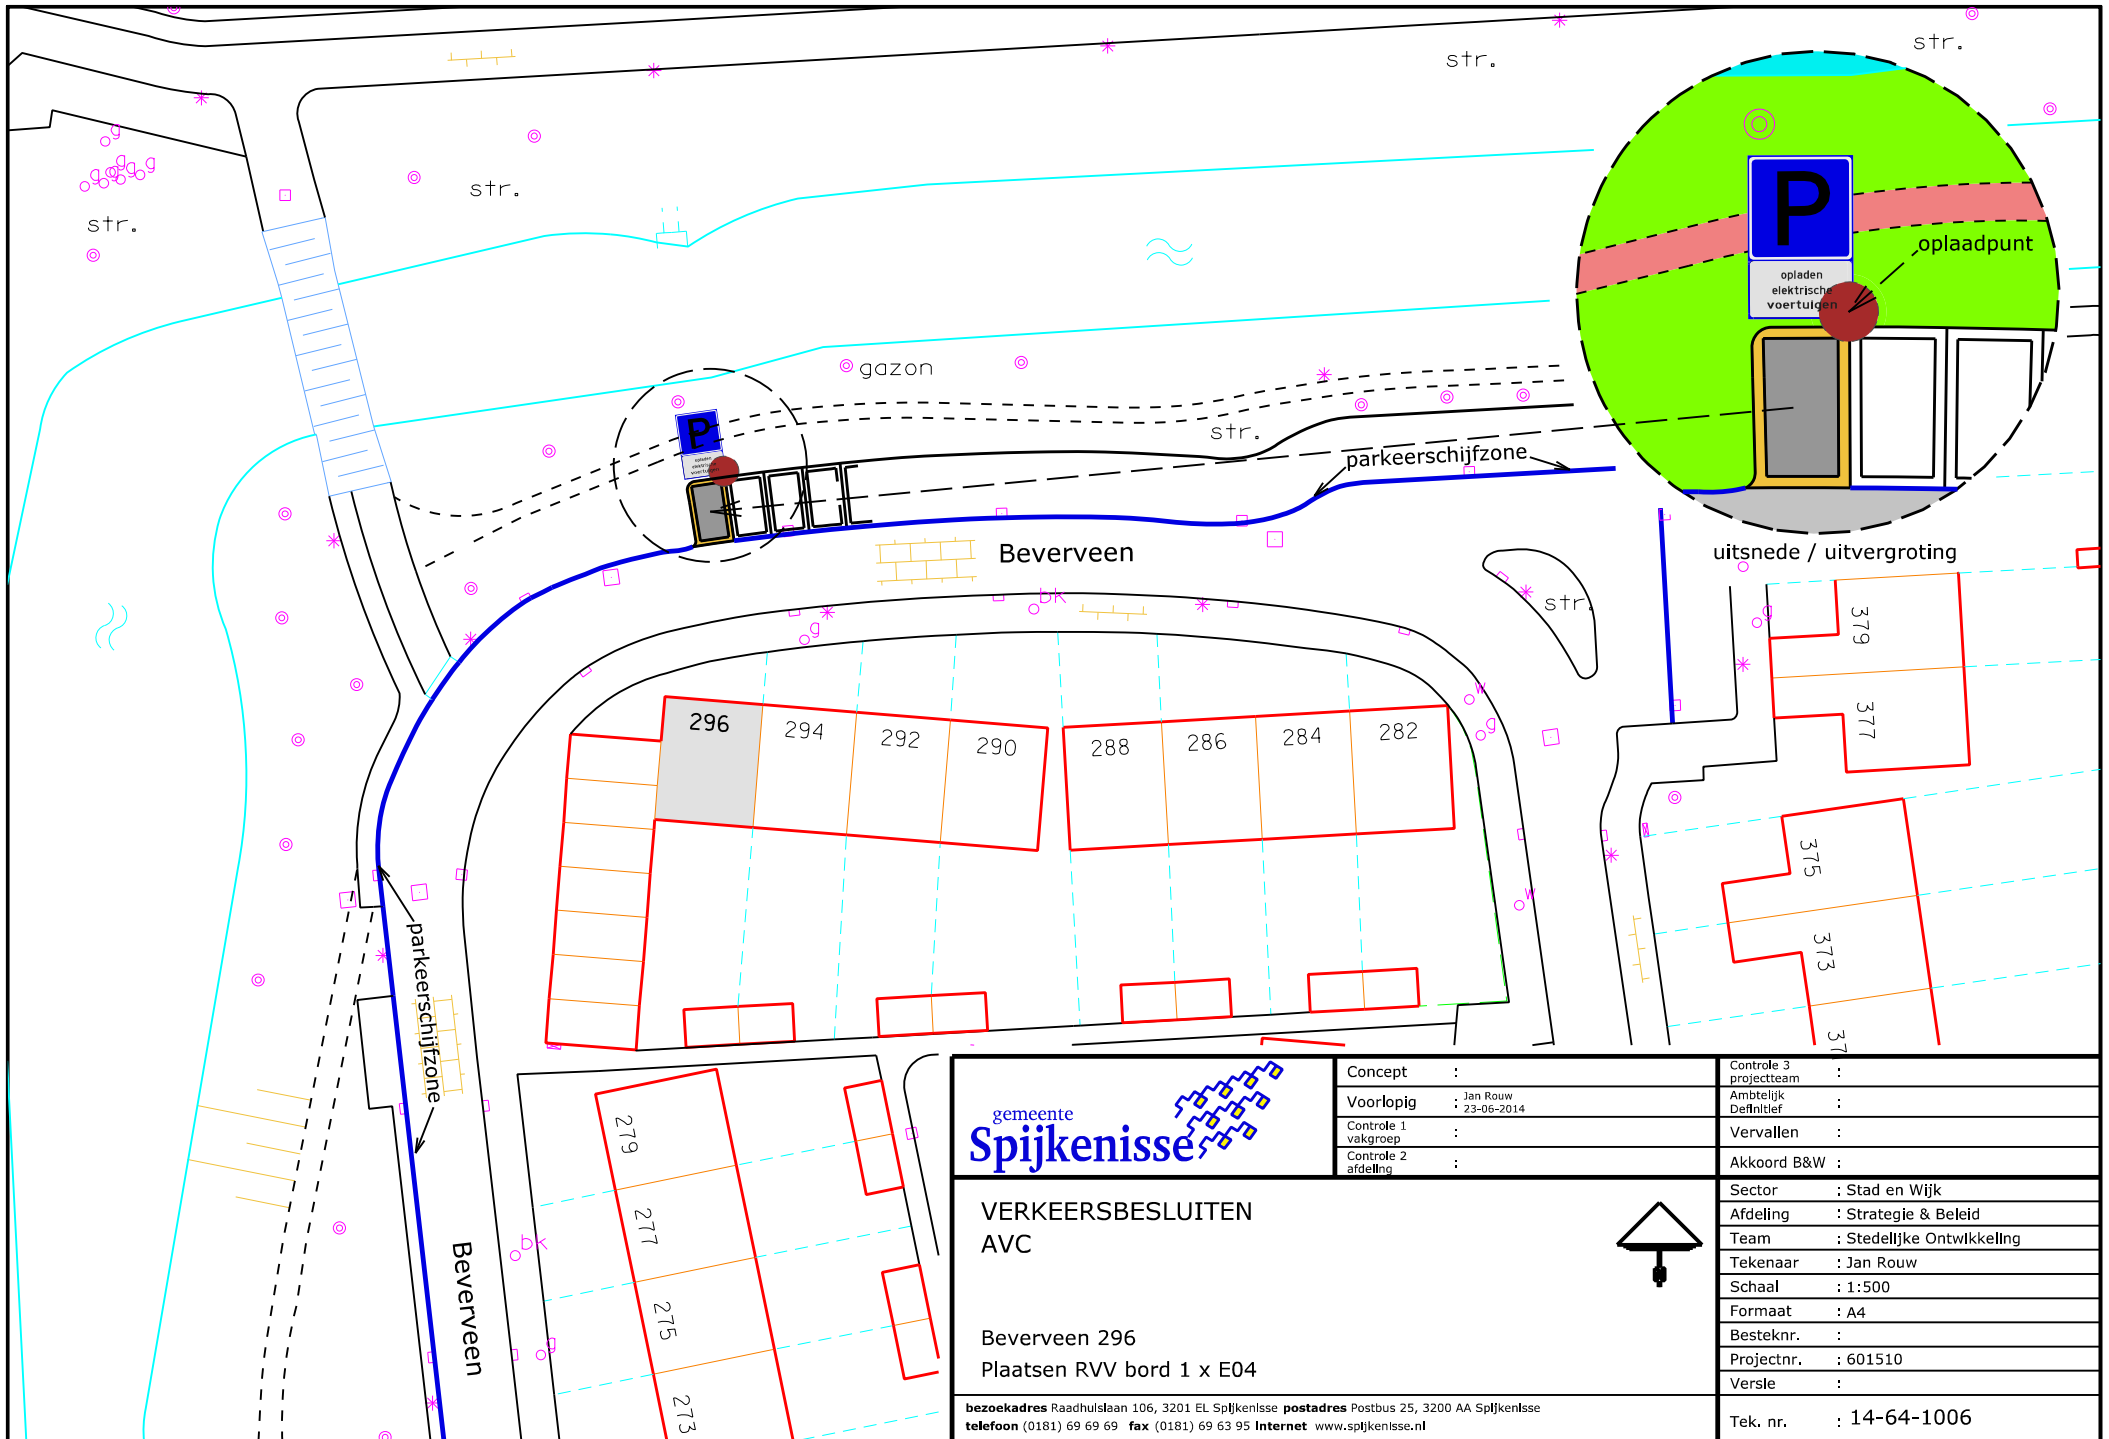 str.
str.
str.
str.
g
g
g
g
g
g
gazon
str.
parkeerschijfzone
P
opladen
elektrische
voertuigen
P
opladen
elektrische
voertuigen
oplaadpunt
uitsnede / uitvergroting
Beverveen
bk
g
str.
g
w
g
w
296
294
292
290
288
286
284
282
379
377
375
373
37
parkeerschijfzone
Beverveen
bk
g
279
277
275
273
gemeente
Spijkenisse
Concept :
Voorlopig : Jan Rouw
23-06-2014
Controle 1
vakgroep :
Controle 2
afdeling :
Controle 3
projectteam :
Ambtelijk
Definitief :
Vervallen :
Akkoord B&W :
VERKEERSBESLUITEN
AVC
Beverveen 296
Plaatsen RVV bord 1 x E04
Sector : Stad en Wijk
Afdeling : Strategie & Beleid
Team : Stedelijke Ontwikkeling
Tekenaar : Jan Rouw
Schaal : 1:500
Formaat : A4
Besteknr. :
Projectnr. : 601510
Versie :
Tek. nr. : 14-64-1006
bezoekadres Raadhuislaan 106, 3201 EL Spijkenisse postadres Postbus 25, 3200 AA Spijkenisse
telefoon (0181) 69 69 69 fax (0181) 69 63 95 internet www.spijkenisse.nl